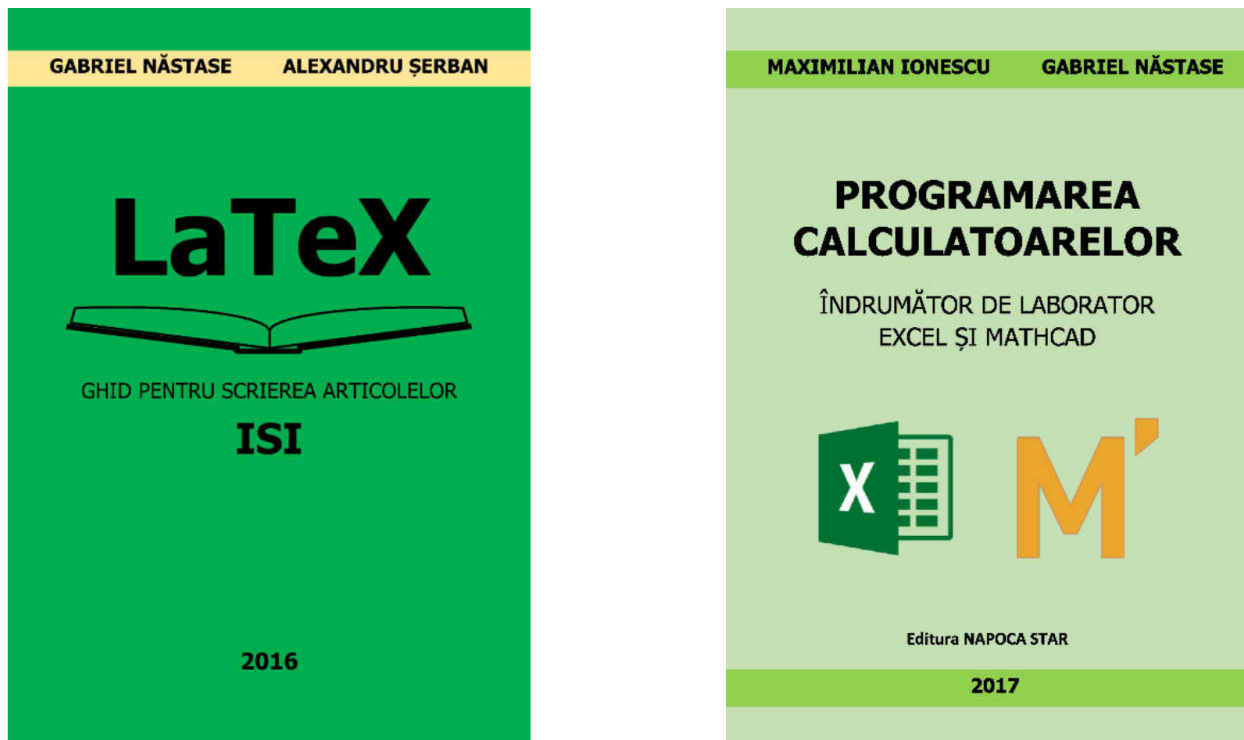 GABRIEL NĂSTASE ALEXANDRU ȘERBAN
LaTeX
GHID PENTRU SCRIEREA ARTICOLELOR
ISI
2016
MAXIMILIAN IONESCU GABRIEL NĂSTASE
PROGRAMAREA
CALCULATOARELOR
ÎNDRUMĂTOR DE LABORATOR
EXCEL ȘI MATHCAD
X
M'
Editura NAPOCA STAR
2017